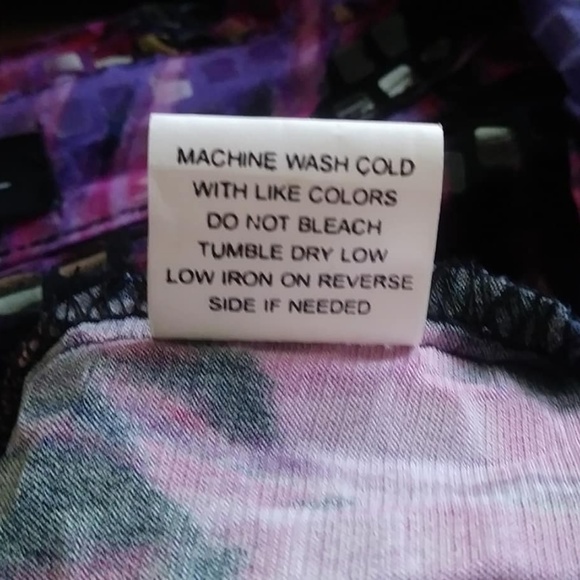 MACHINE WASH COLD
WITH LIKE COLORS
DO NOT BLEACH
TUMBLE DRY LOW
LOW IRON ON REVERSE
SIDE IF NEEDED